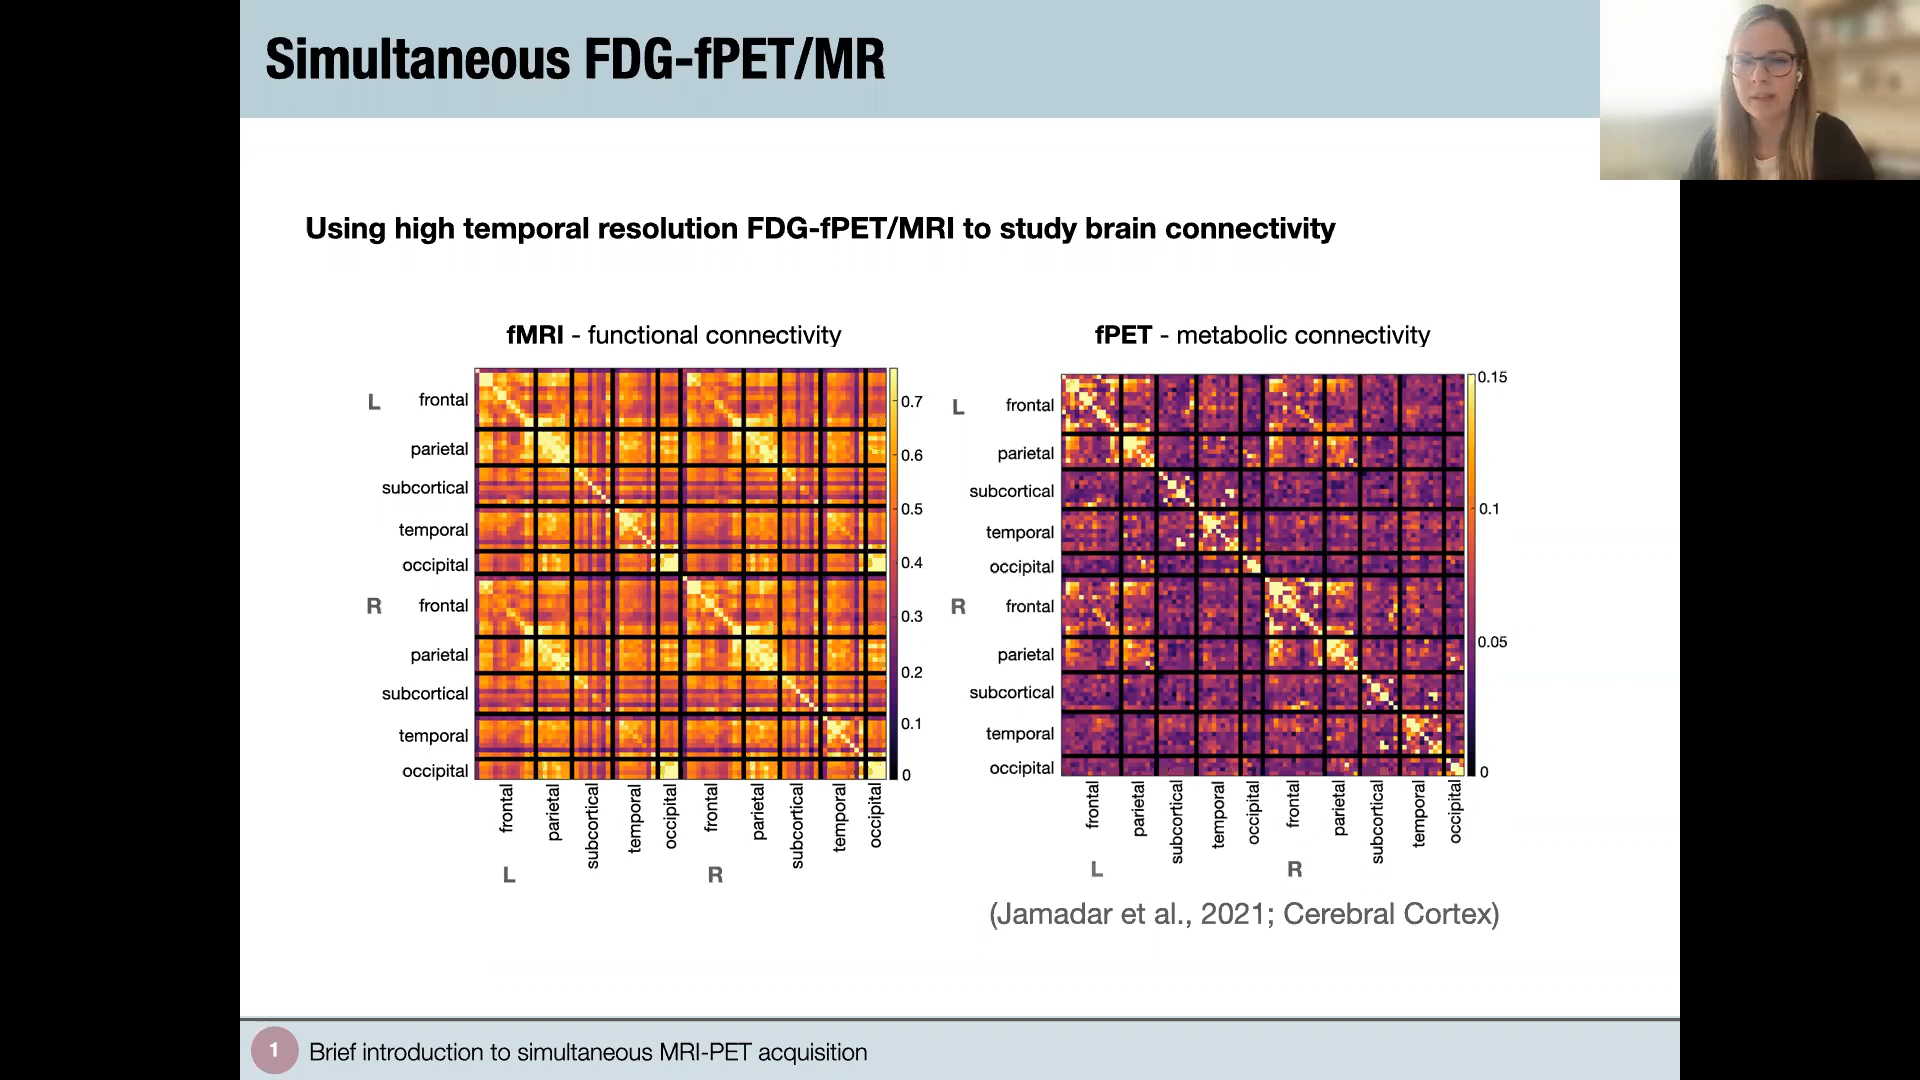 Simultaneous FDG-fPET/MR
Using high temporal resolution FDG-fPET/MRI to study brain connectivity
fMRI - functional connectivity
L
frontal
parietal
subcortical
temporal
occipital
R
frontal
parietal
subcortical
temporal
occipital
0.7
0.6
0.5
0.4
0.3
0.2
0.1
0
frontal
parietal
subcortical
temporal
occipital
frontal
parietal
subcortical
temporal
occipital
L
R
fPET - metabolic connectivity
L
frontal
parietal
subcortical
temporal
occipital
R
frontal
parietal
subcortical
temporal
occipital
0.15
0.1
0.05
0
frontal
parietal
subcortical
temporal
occipital
frontal
parietal
subcortical
temporal
occipital
L
R
(Jamadar et al., 2021; Cerebral Cortex)
1 Brief introduction to simultaneous MRI-PET acquisition